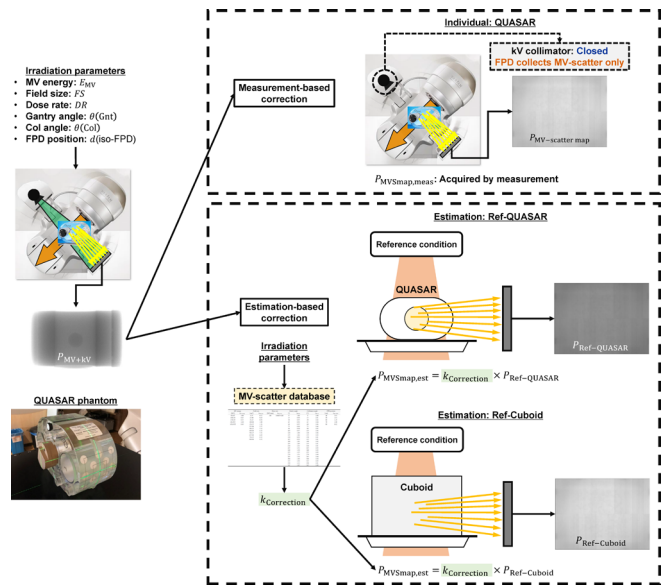 Irradiation parameters
• MV energy: E_MV
• Field size: FS
• Dose rate: DR
• Gantry angle: θ(Gnt)
• Col angle: θ(Col)
• FPD position: d(iso-FPD)
P_MV+kV
QUASAR phantom
Measurement-based
correction
Individual: QUASAR
kV collimator: Closed
FPD collects MV-scatter only
P_MV−scatter map
P_MVSmap,meas: Acquired by measurement
Estimation-based
correction
Irradiation
parameters
MV-scatter database
k_Correction
Estimation: Ref-QUASAR
Reference condition
QUASAR
P_Ref−QUASAR
P_MVSmap,est = k_Correction × P_Ref−QUASAR
Estimation: Ref-Cuboid
Reference condition
Cuboid
P_Ref−Cuboid
P_MVSmap,est = k_Correction × P_Ref−Cuboid